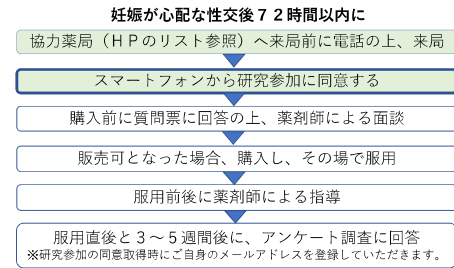 妊娠が心配な性交後７２時間以内に
協力薬局（ＨＰのリスト参照）へ来局前に電話の上、来局
スマートフォンから研究参加に同意する
購入前に質問票に回答の上、薬剤師による面談
販売可となった場合、購入し、その場で服用
服用前後に薬剤師による指導
服用直後と３～５週間後に、アンケート調査に回答
※研究参加の同意取得時にご自身のメールアドレスを登録していただきます。